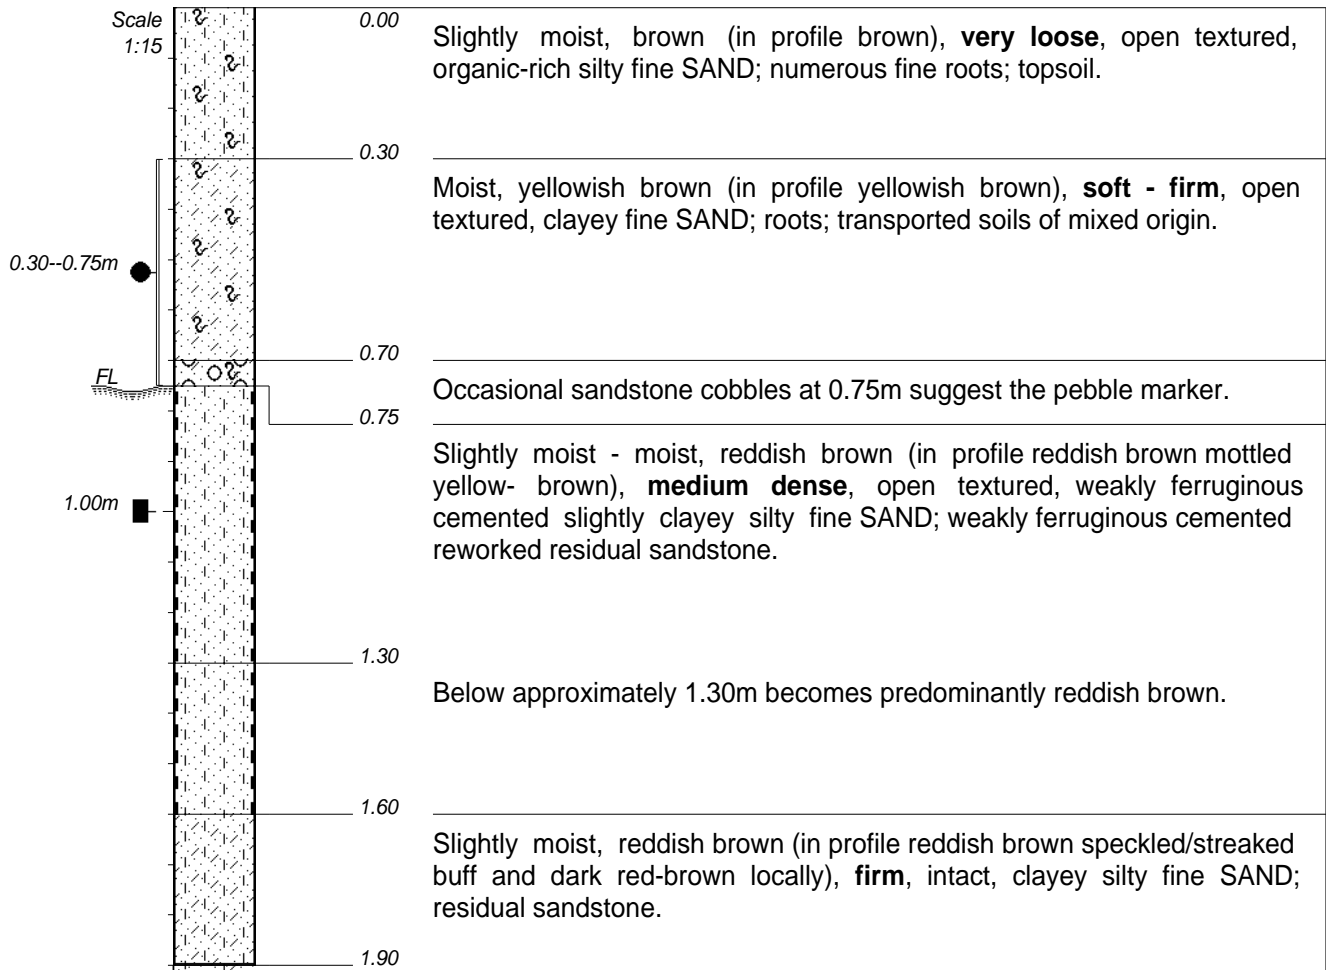 Scale
1:15
0.00
Slightly moist, brown (in profile brown), very loose, open textured,
organic-rich silty fine SAND; numerous fine roots; topsoil.
0.30
Moist, yellowish brown (in profile yellowish brown), soft - firm, open
textured, clayey fine SAND; roots; transported soils of mixed origin.
0.30--0.75m
0.70
FL
Occasional sandstone cobbles at 0.75m suggest the pebble marker.
0.75
Slightly moist - moist, reddish brown (in profile reddish brown mottled
yellow- brown), medium dense, open textured, weakly ferruginous
cemented slightly clayey silty fine SAND; weakly ferruginous cemented
reworked residual sandstone.
1.00m
1.30
Below approximately 1.30m becomes predominantly reddish brown.
1.60
Slightly moist, reddish brown (in profile reddish brown speckled/streaked
buff and dark red-brown locally), firm, intact, clayey silty fine SAND;
residual sandstone.
1.90